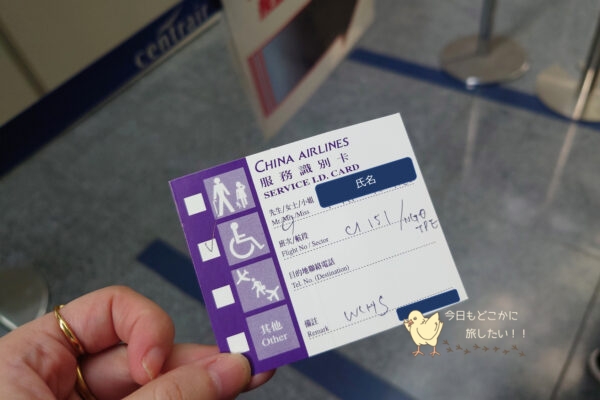 centrair
CHINA AIRLINES
服務識別卡
SERVICE I.D. CARD
先生/女士/小姐
Mr./Ms./Miss
氏名
班次/航段
Flight No / Sector
CI 151 / NGO
TPE
目的地聯絡電話
Tel. No. (Destination)
其他
Other
備註
Remark
WCHS
今日もどこかに
旅したい！！